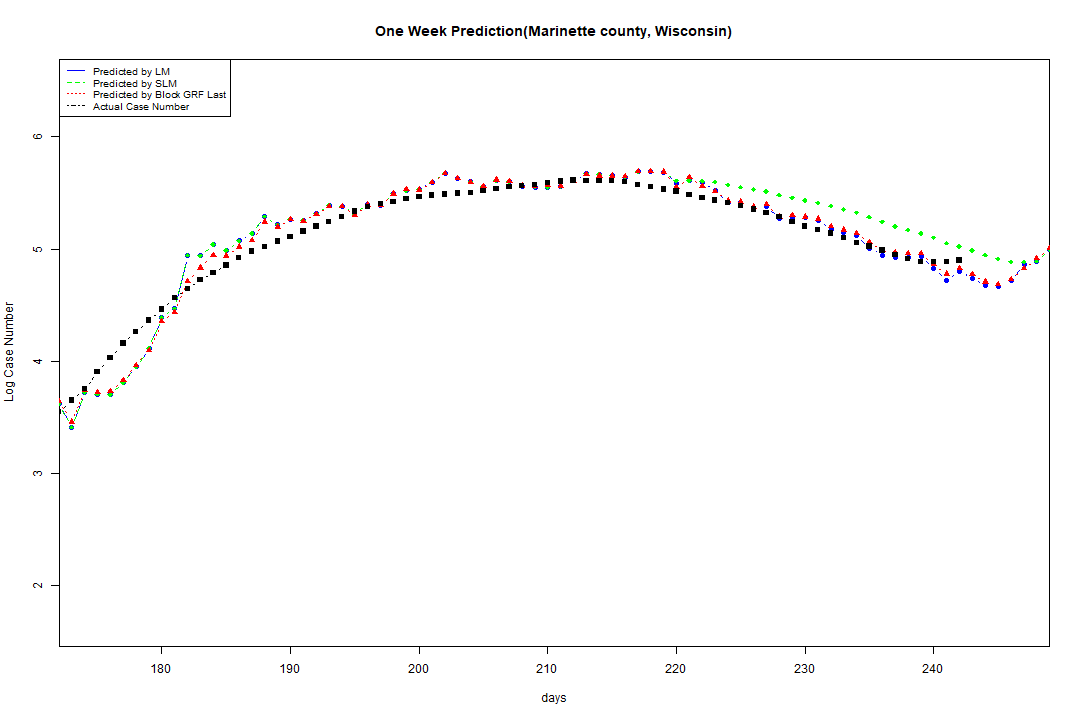 One Week Prediction(Marinette county, Wisconsin)
Predicted by LM
Predicted by SLM
Predicted by Block GRF Last
Actual Case Number
Log Case Number
6
5
4
3
2
180 190 200 210 220 230 240
days